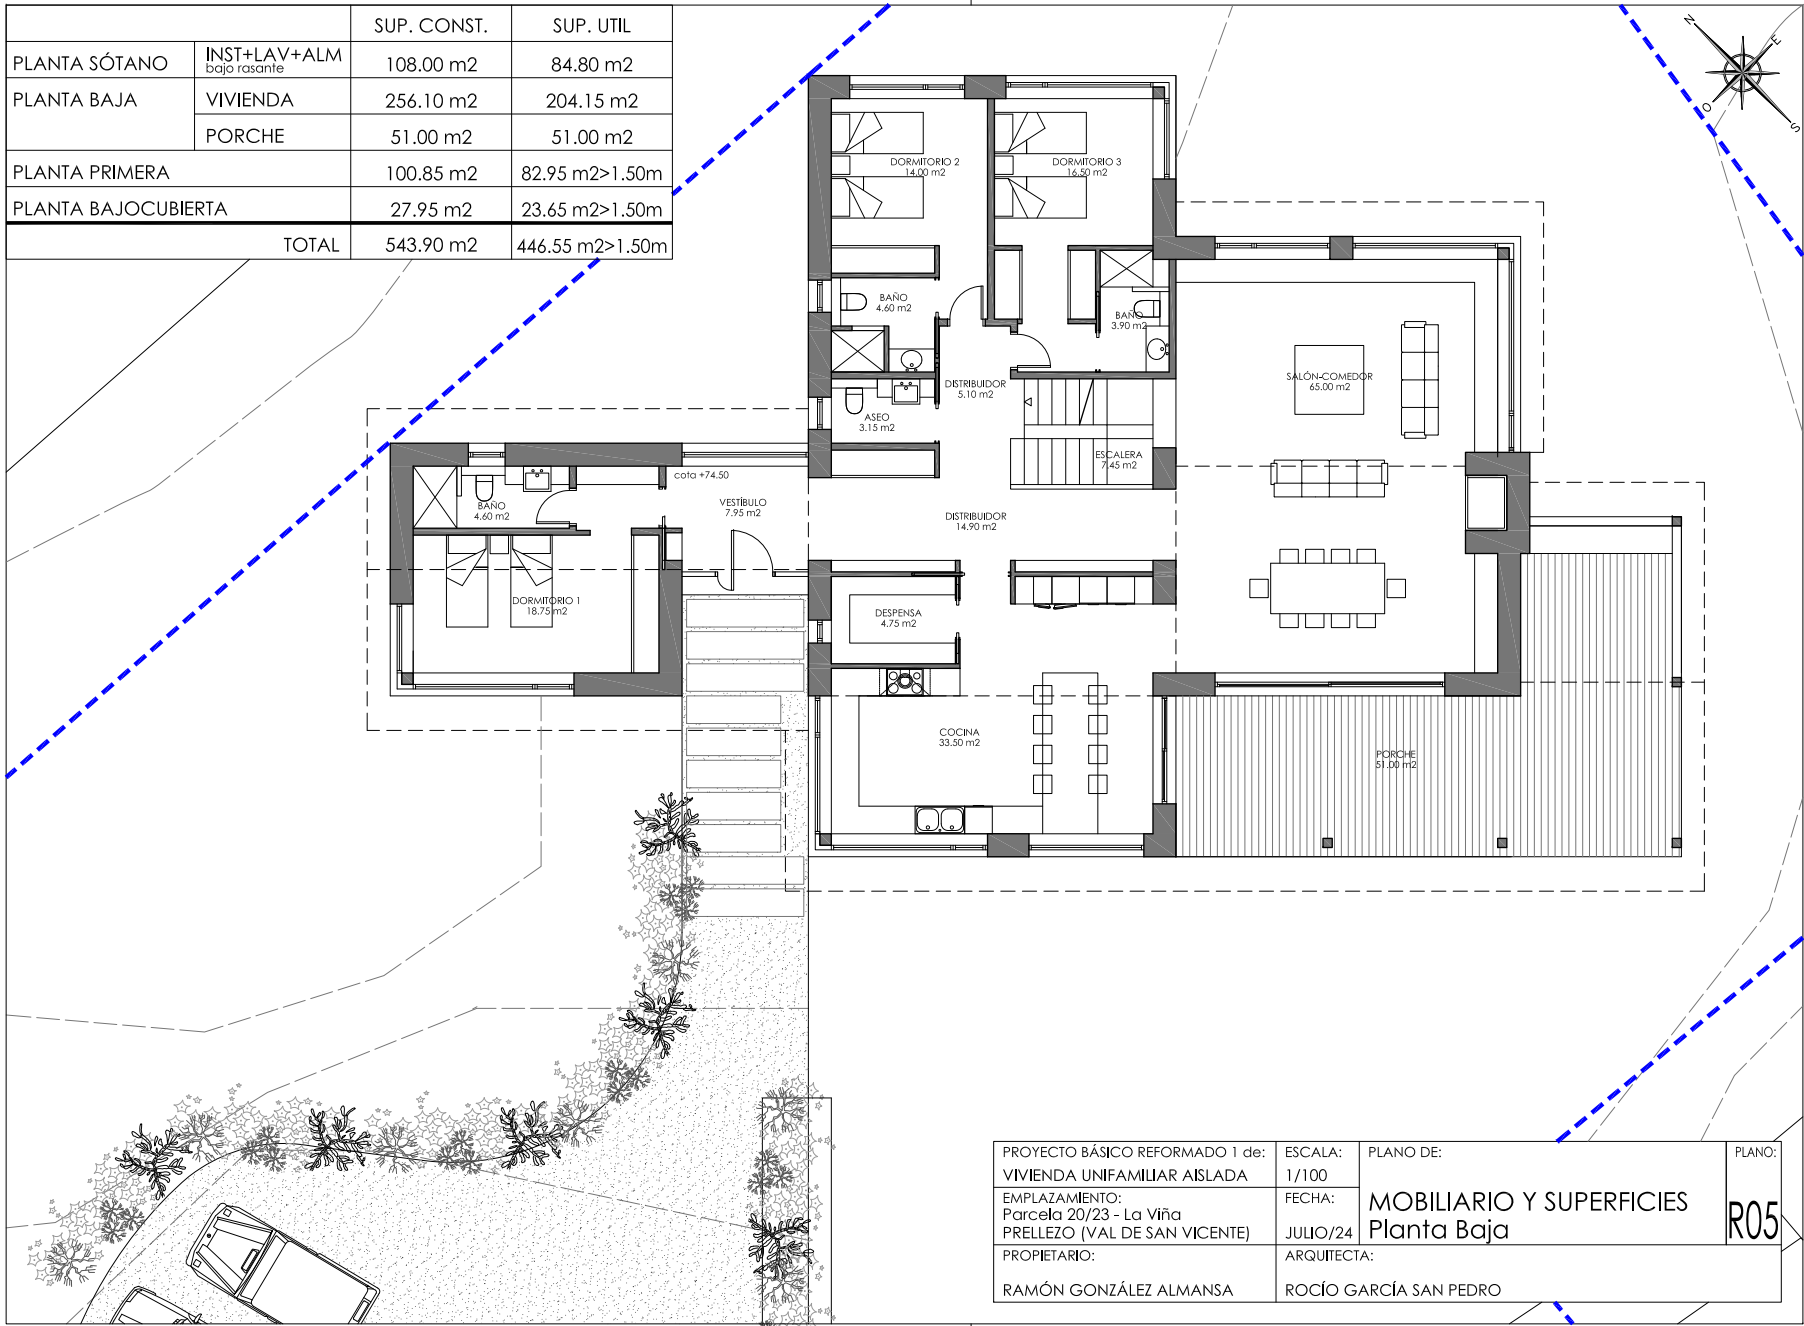 SUP. CONST. SUP. UTIL
PLANTA SÓTANO INST+LAV+ALM 108.00 m2 84.80 m2
bajo rasante
PLANTA BAJA VIVIENDA 256.10 m2 204.15 m2
PORCHE 51.00 m2 51.00 m2
PLANTA PRIMERA 100.85 m2 82.95 m2>1.50m
PLANTA BAJOCUBIERTA 27.95 m2 23.65 m2>1.50m
TOTAL 543.90 m2 446.55 m2>1.50m
N
E
O
S
DORMITORIO 2
14.00 m2
DORMITORIO 3
16.50 m2
BAÑO
4.60 m2
BAÑO
3.90 m2
DISTRIBUIDOR
5.10 m2
SALÓN-COMEDOR
65.00 m2
ASEO
3.15 m2
ESCALERA
7.45 m2
cota +74.50
BAÑO
4.60 m2
VESTÍBULO
7.95 m2
DISTRIBUIDOR
14.90 m2
DORMITORIO 1
18.75 m2
DESPENSA
4.75 m2
COCINA
33.50 m2
PORCHE
51.00 m2
PROYECTO BÁSICO REFORMADO 1 de:
VIVIENDA UNIFAMILIAR AISLADA
ESCALA:
1/100
PLANO DE:
MOBILIARIO Y SUPERFICIES
Planta Baja
PLANO:
R05
EMPLAZAMIENTO:
Parcela 20/23 - La Viña
PRELLEZO (VAL DE SAN VICENTE)
FECHA:
JULIO/24
PROPIETARIO:
RAMÓN GONZÁLEZ ALMANSA
ARQUITECTA:
ROCÍO GARCÍA SAN PEDRO